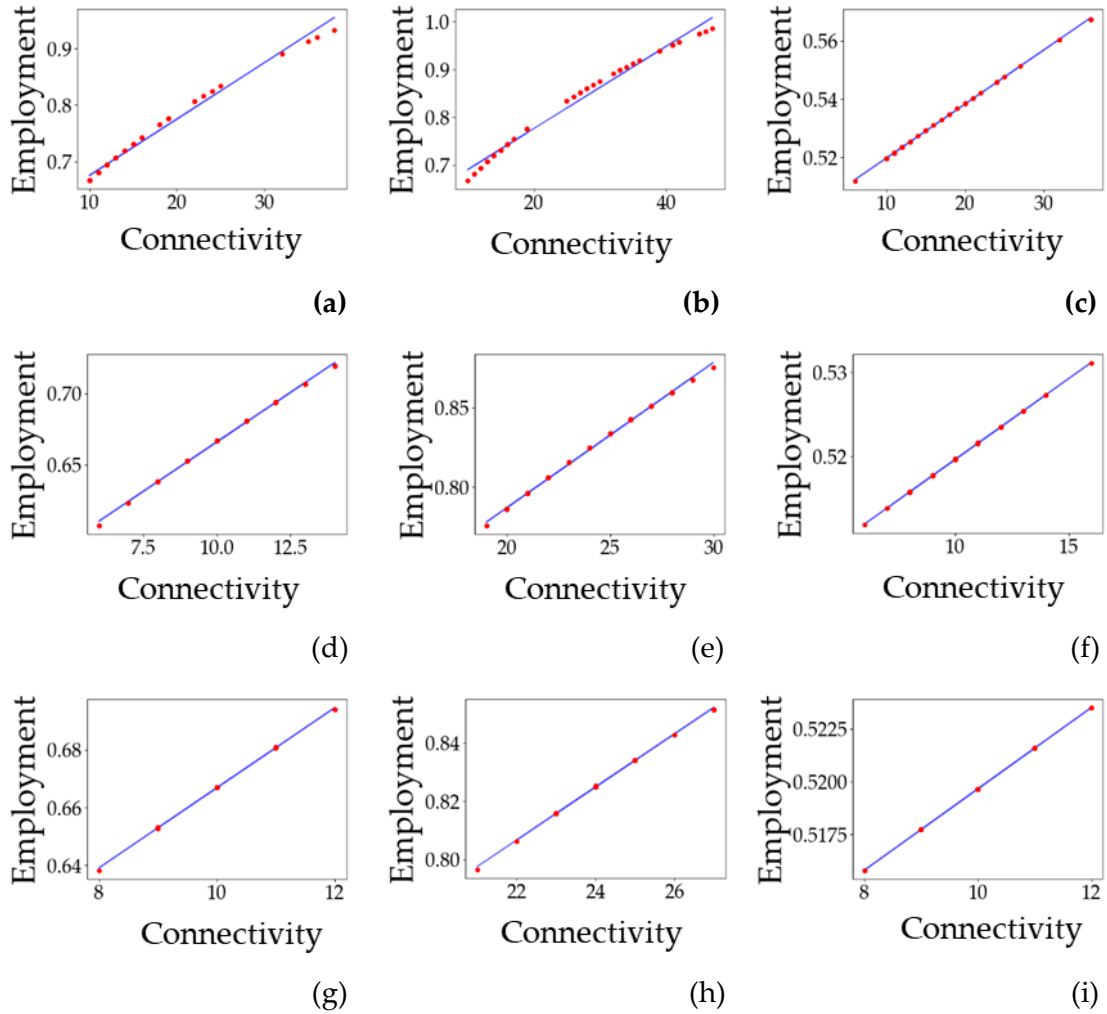 Employment
0.9
0.8
0.7
10 20 30
Connectivity
(a)
Employment
1.0
0.9
0.8
0.7
20 40
Connectivity
(b)
Employment
0.56
0.54
0.52
10 20 30
Connectivity
(c)
Employment
0.70
0.65
7.5 10.0 12.5
Connectivity
(d)
Employment
0.85
0.80
20 25 30
Connectivity
(e)
Employment
0.53
0.52
10 15
Connectivity
(f)
Employment
0.68
0.66
0.64
8 10 12
Connectivity
(g)
Employment
0.84
0.82
0.80
22 24 26
Connectivity
(h)
Employment
0.5225
0.5200
0.5175
8 9 10 11 12
Connectivity
(i)